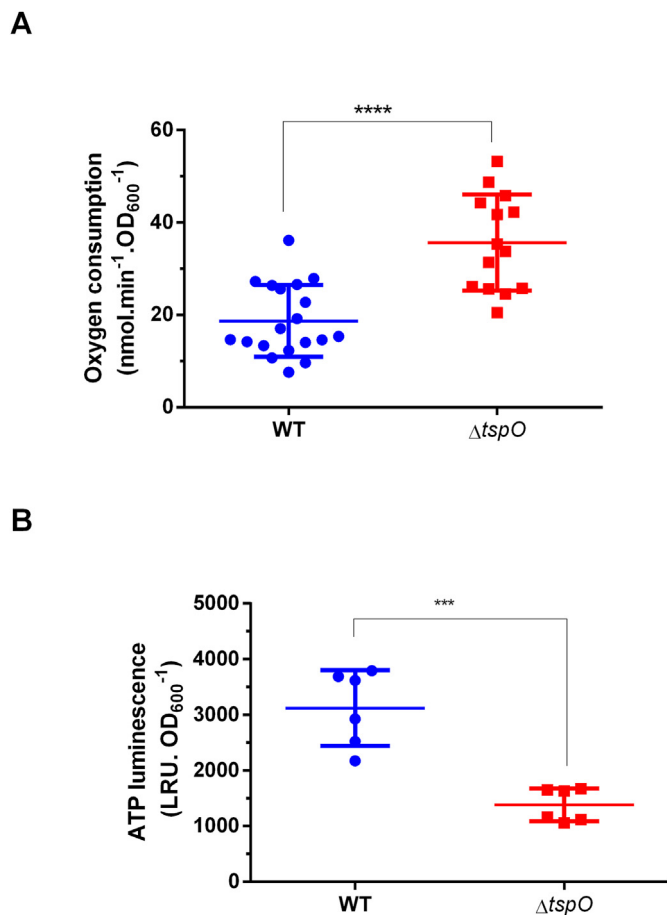 A
****
Oxygen consumption
(nmol.min⁻¹.OD₆₀₀⁻¹)
60
40
20
0
WT
ΔtspO
B
***
ATP luminescence
(LRU. OD₆₀₀⁻¹)
5000
4000
3000
2000
1000
0
WT
ΔtspO